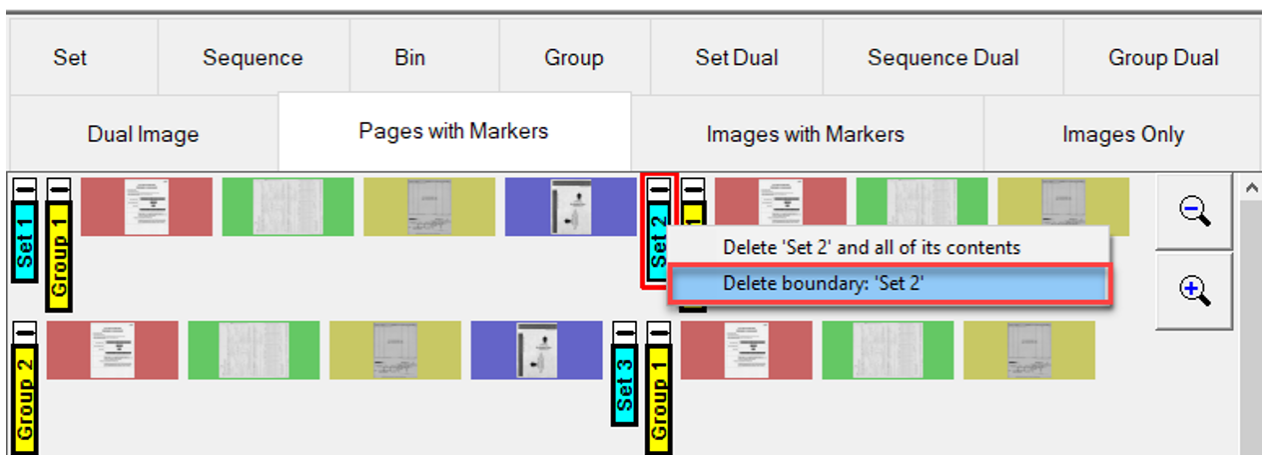 Set
Sequence
Bin
Group
Set Dual
Sequence Dual
Group Dual
Dual Image
Pages with Markers
Images with Markers
Images Only
Set 1
Group 1
Set 2
Delete 'Set 2' and all of its contents
Delete boundary: 'Set 2'
Group 2
Set 3
Group 1